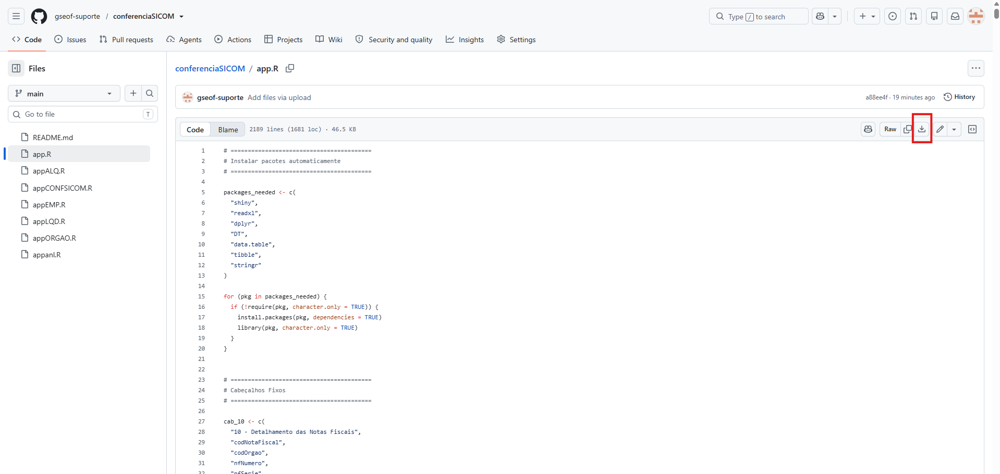 gseof-suporte / conferenciaSICOM
Type / to search
Code Issues Pull requests Agents Actions Projects Wiki Security and quality Insights Settings
Files
main
Go to file T
README.md
app.R
appALQ.R
appCONFSICOM.R
appEMP.R
appLQD.R
appORGAO.R
appanl.R
conferenciaSICOM / app.R
gseof-suporte Add files via upload a88ee4f · 19 minutes ago History
Code Blame 2189 lines (1681 loc) · 46.5 KB Raw
1 # =========================================
2 # Instalar pacotes automaticamente
3 # =========================================
4
5 packages_needed <- c(
6 "shiny",
7 "readxl",
8 "dplyr",
9 "DT",
10 "data.table",
11 "tibble",
12 "stringr"
13 )
14
15 for (pkg in packages_needed) {
16 if (!require(pkg, character.only = TRUE)) {
17 install.packages(pkg, dependencies = TRUE)
18 library(pkg, character.only = TRUE)
19 }
20 }
21
22
23 # =========================================
24 # Cabeçalhos Fixos
25 # =========================================
26
27 cab_10 <- c(
28 "10 - Detalhamento das Notas Fiscais",
29 "codNotaFiscal",
30 "codOrgao",
31 "nfNumero",
32 "nfSerie"